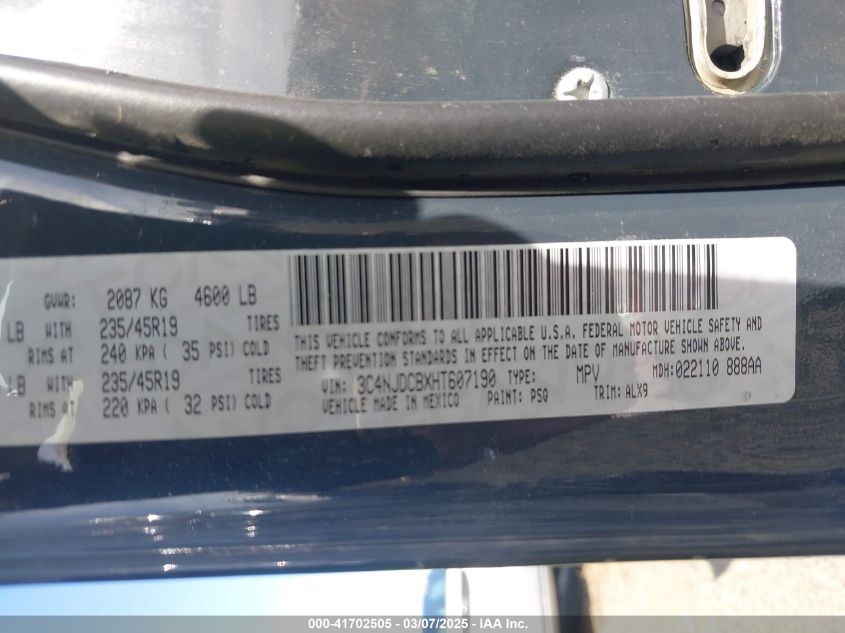 GVWR: 2087 KG 4600 LB
LB WITH 235/45R19 TIRES
RIMS AT 240 KPA ( 35 PSI) COLD
LB WITH 235/45R19 TIRES
RIMS AT 220 KPA ( 32 PSI) COLD
THIS VEHICLE CONFORMS TO ALL APPLICABLE U.S.A. FEDERAL MOTOR VEHICLE SAFETY AND
THEFT PREVENTION STANDARDS IN EFFECT ON THE DATE OF MANUFACTURE SHOWN ABOVE.
VIN: 3C4NJDCBXHT607190 TYPE: MPV MDH:022110 888AA
VEHICLE MADE IN MEXICO PAINT: PSQ TRIM: ALX9
000-41702505 - 03/07/2025 - IAA Inc.